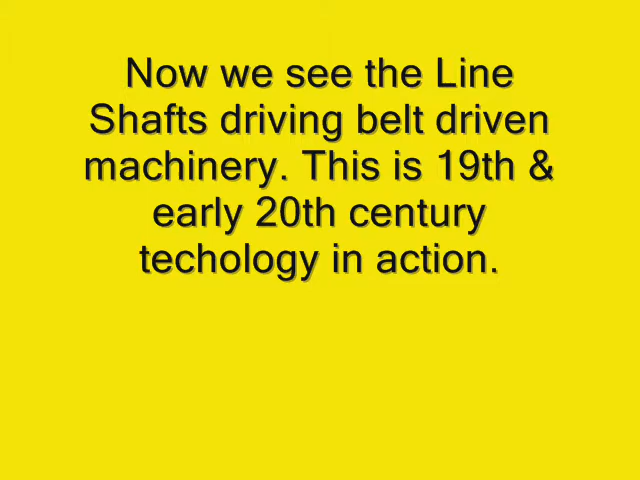 Now we see the Line
Shafts driving belt driven
machinery. This is 19th &
early 20th century
techology in action.